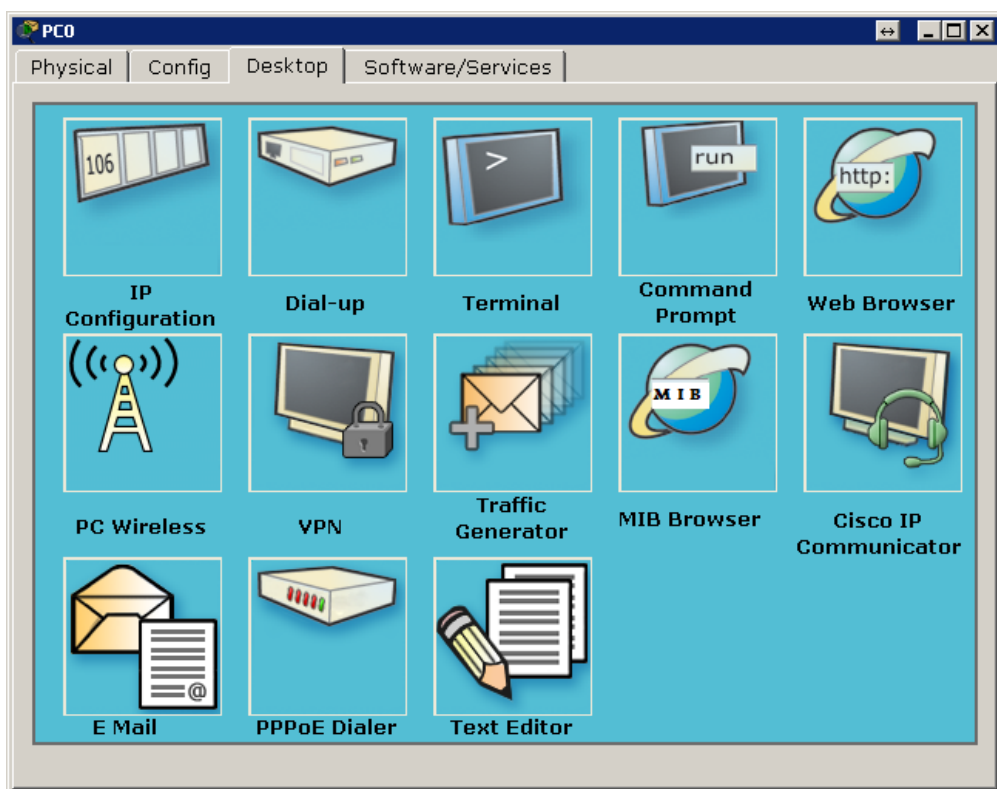 PC0
Physical
Config
Desktop
Software/Services
106
>
run
http:
IP
Configuration
Dial-up
Terminal
Command
Prompt
Web Browser
MIB
PC Wireless
VPN
Traffic
Generator
MIB Browser
Cisco IP
Communicator
@
E Mail
PPPoE Dialer
Text Editor